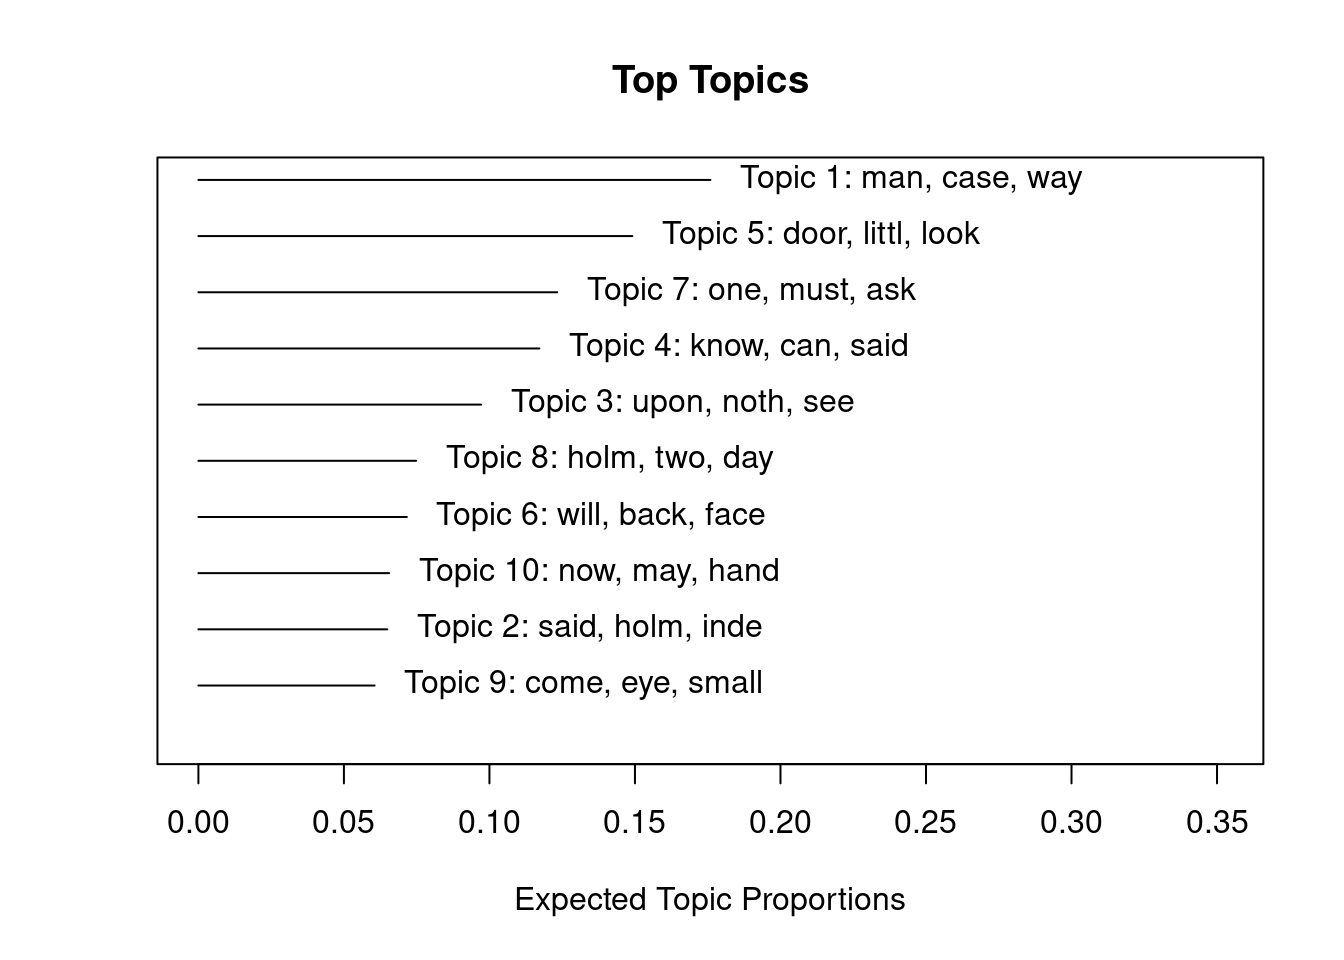 Top Topics
Topic 1: man, case, way
Topic 5: door, littl, look
Topic 7: one, must, ask
Topic 4: know, can, said
Topic 3: upon, noth, see
Topic 8: holm, two, day
Topic 6: will, back, face
Topic 10: now, may, hand
Topic 2: said, holm, inde
Topic 9: come, eye, small
0.00 0.05 0.10 0.15 0.20 0.25 0.30 0.35
Expected Topic Proportions